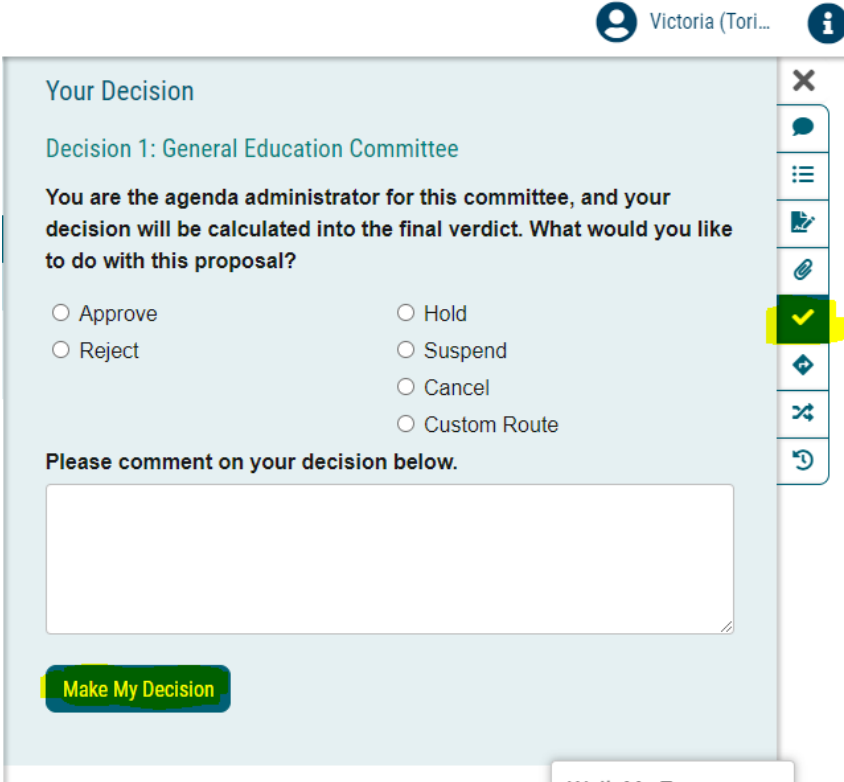 Victoria (Tori...
Your Decision
Decision 1: General Education Committee
You are the agenda administrator for this committee, and your
decision will be calculated into the final verdict. What would you like
to do with this proposal?
Approve
Hold
Reject
Suspend
Cancel
Custom Route
Please comment on your decision below.
Make My Decision